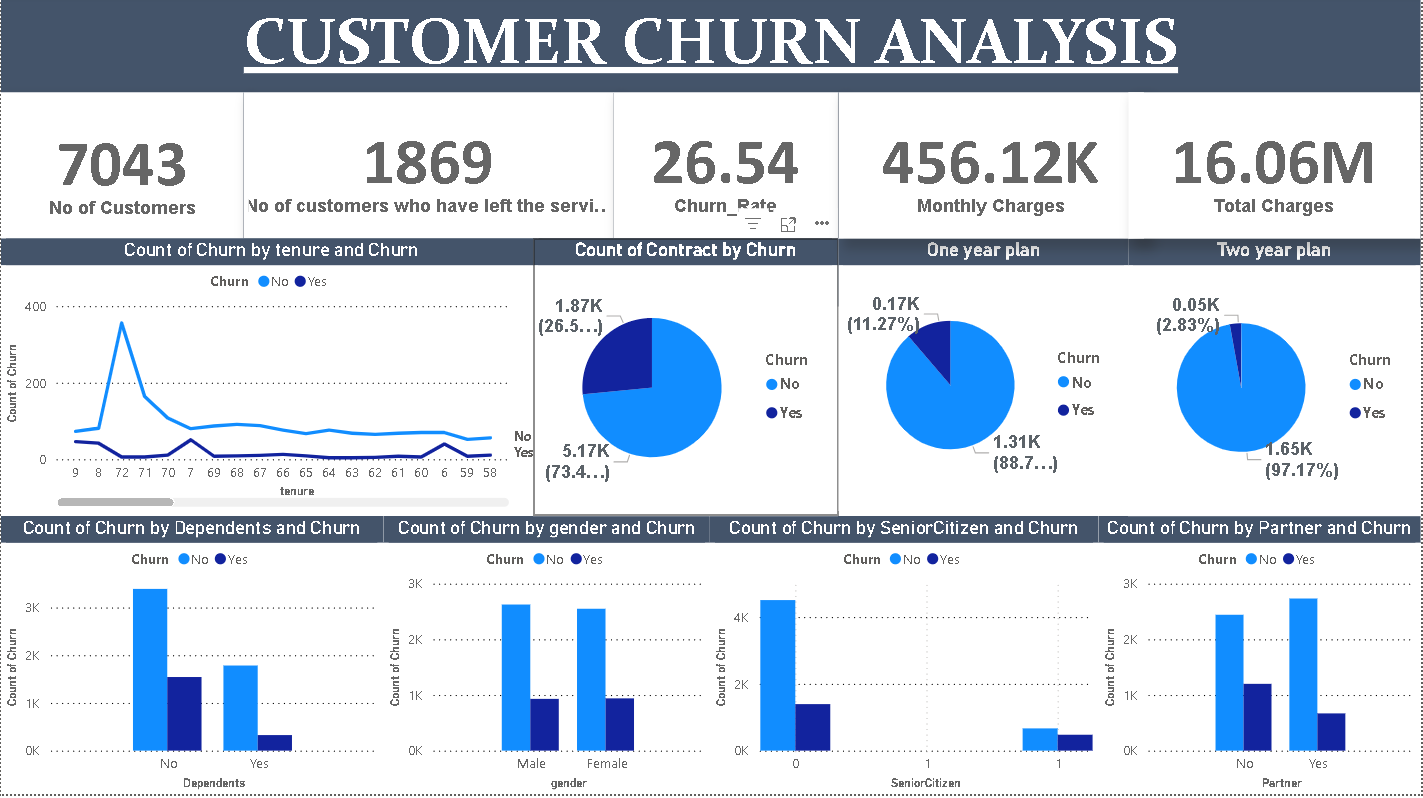 CUSTOMER CHURN ANALYSIS
7043
No of Customers
1869
No of customers who have left the servi..
26.54
Churn_Rate
456.12K
Monthly Charges
16.06M
Total Charges
Count of Churn by tenure and Churn
Churn No Yes
400
200
0
Count of Churn
9 8 72 71 70 7 69 68 67 66 65 64 63 62 61 60 6 59 58
tenure
No
Yes
Count of Contract by Churn
1.87K
(26.5...)
5.17K
(73.4...)
Churn
No
Yes
One year plan
0.17K
(11.27%)
1.31K
(88.7...)
Churn
No
Yes
Two year plan
0.05K
(2.83%)
1.65K
(97.17%)
Churn
No
Yes
Count of Churn by Dependents and Churn
Churn No Yes
3K
2K
1K
0K
Count of Churn
No Yes
Dependents
Count of Churn by gender and Churn
Churn No Yes
3K
2K
1K
0K
Count of Churn
Male Female
gender
Count of Churn by SeniorCitizen and Churn
Churn No Yes
4K
2K
0K
Count of Churn
0 1 1
SeniorCitizen
Count of Churn by Partner and Churn
Churn No Yes
3K
2K
1K
0K
Count of Churn
No Yes
Partner